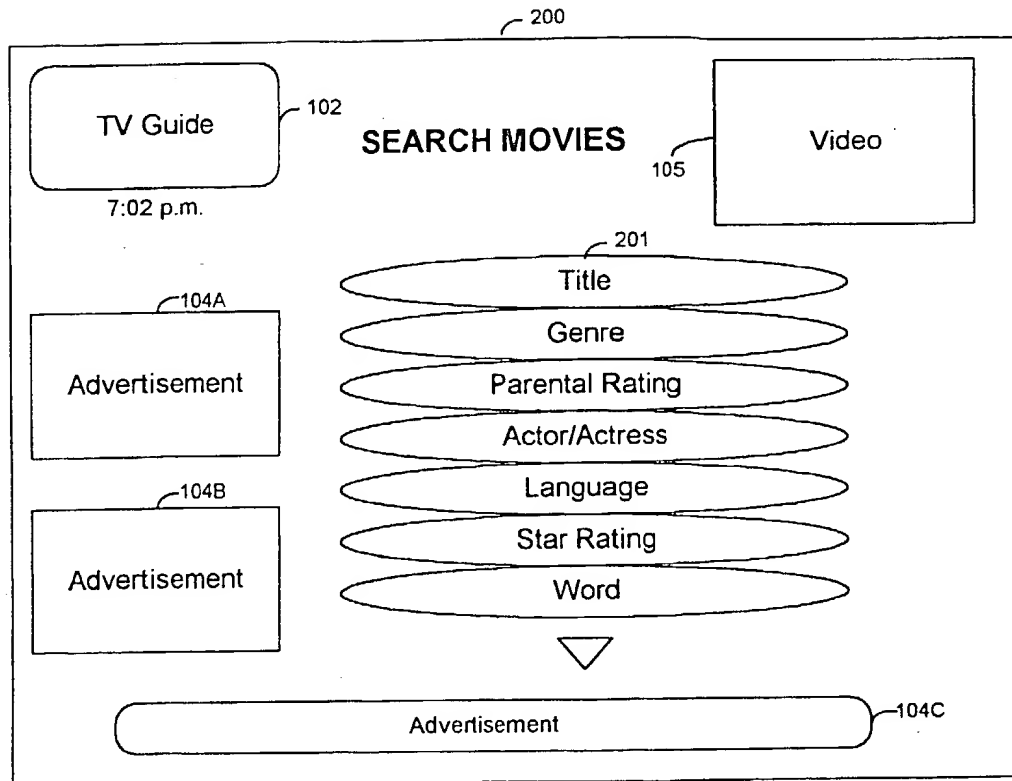 200
TV Guide
102
SEARCH MOVIES
Video
105
7:02 p.m.
201
Title
Genre
Parental Rating
Actor/Actress
Language
Star Rating
Word
104A
Advertisement
104B
Advertisement
Advertisement
104C